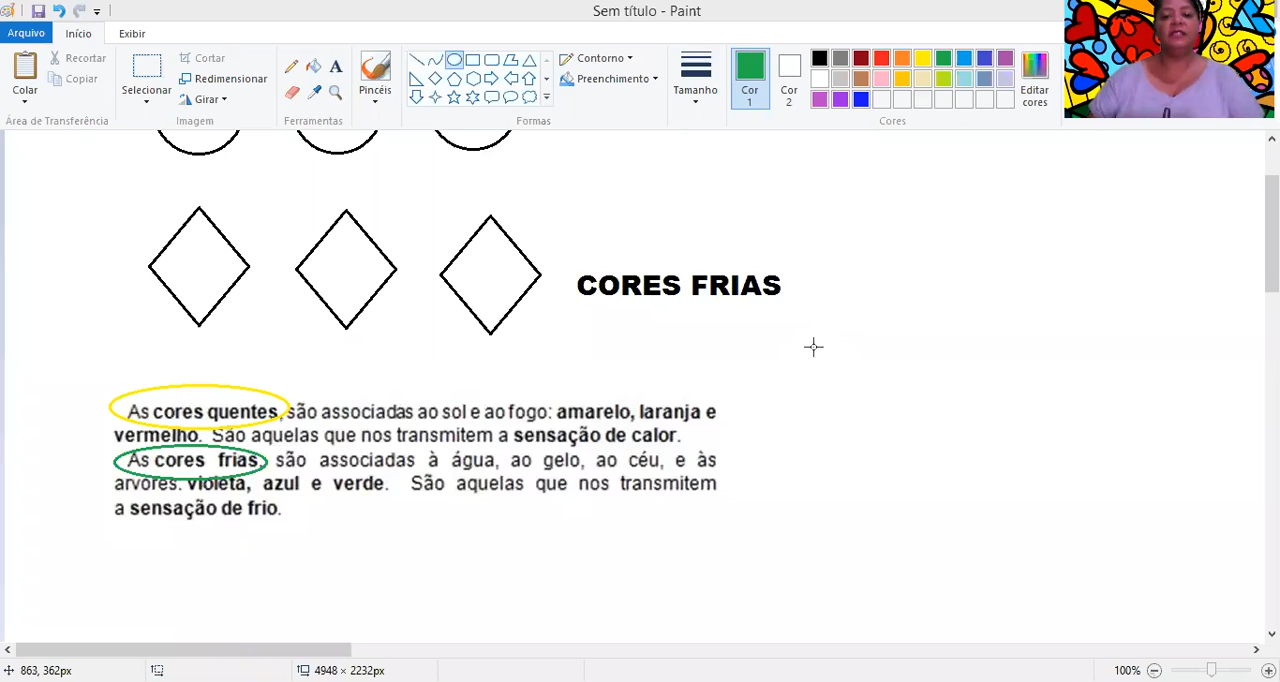 Sem título - Paint
Arquivo Início Exibir
Colar
Recortar
Copiar
Área de Transferência
Selecionar
Cortar
Redimensionar
Girar
Imagem
A
Ferramentas
Pincéis
Formas
Contorno
Preenchimento
Tamanho
Cor 1
Cor 2
Cores
Editar cores
CORES FRIAS
As cores quentes, são associadas ao sol e ao fogo: amarelo, laranja e
vermelho. São aquelas que nos transmitem a sensação de calor.
As cores frias, são associadas à água, ao gelo, ao céu, e às
arvores: violeta, azul e verde. São aquelas que nos transmitem
a sensação de frio.
863, 362px
4948 × 2232px
100%